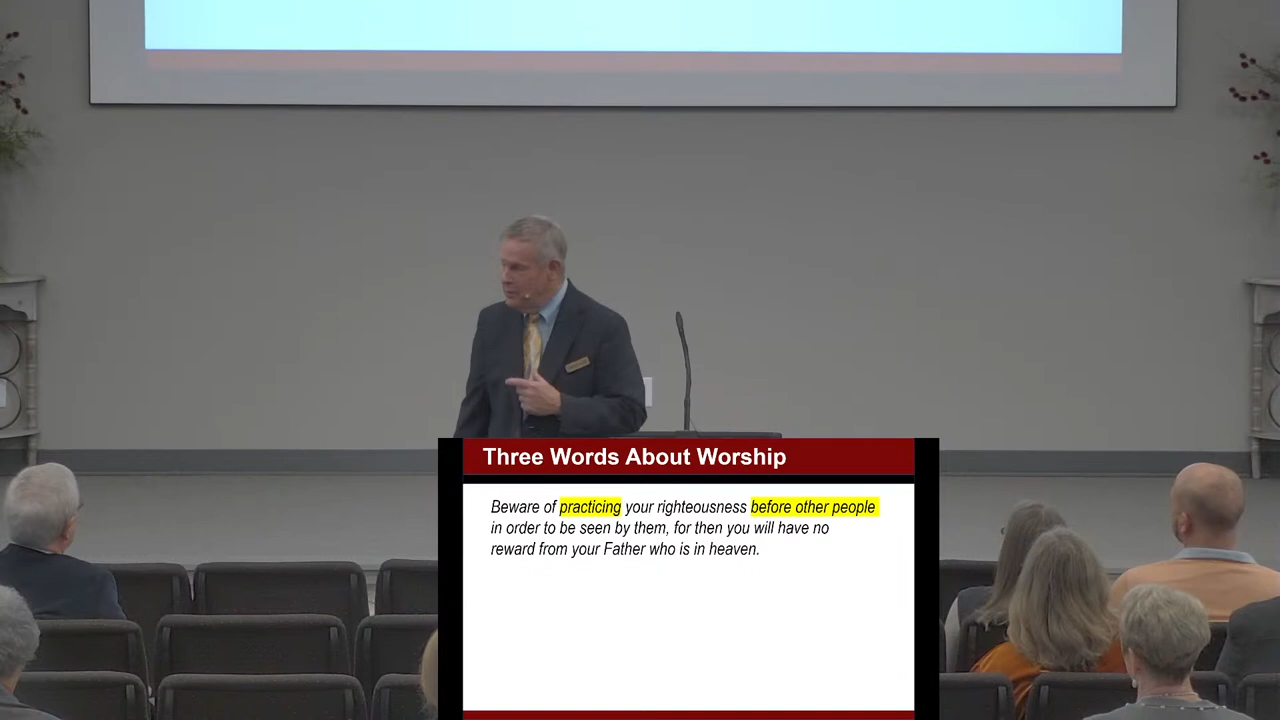 Three Words About Worship
Beware of practicing your righteousness before other people
in order to be seen by them, for then you will have no
reward from your Father who is in heaven.